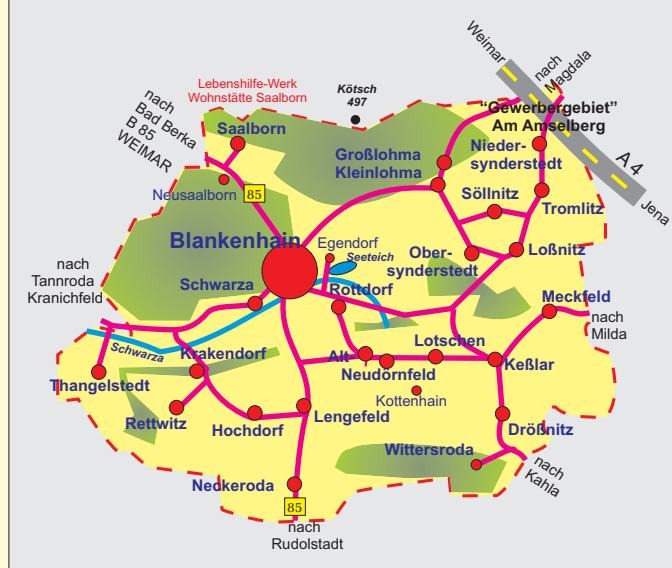 Weimar
nach
Magdala
Lebenshilfe-Werk
Wohnstätte Saalborn
Kötsch
497
"Gewerbergebiet"
Am Amselberg
nach
Bad Berka
B 85
WEIMAR
Saalborn
Großlohma
Kleinlohma
Nieder-
synderstedt
A 4
Jena
Neusaalborn
85
Söllnitz
Tromlitz
Blankenhain
Egendorf
Seeteich
Ober-
synderstedt
Loßnitz
nach
Tannroda
Kranichfeld
Schwarza
Rottdorf
Meckfeld
nach
Milda
Schwarza
Krakendorf
Alt
Neudörnfeld
Lotschen
Keßlar
Thangelstedt
Kottenhain
Rettwitz
Hochdorf
Lengefeld
Drößnitz
Wittersroda
nach
Kahla
Neckeroda
85
nach
Rudolstadt